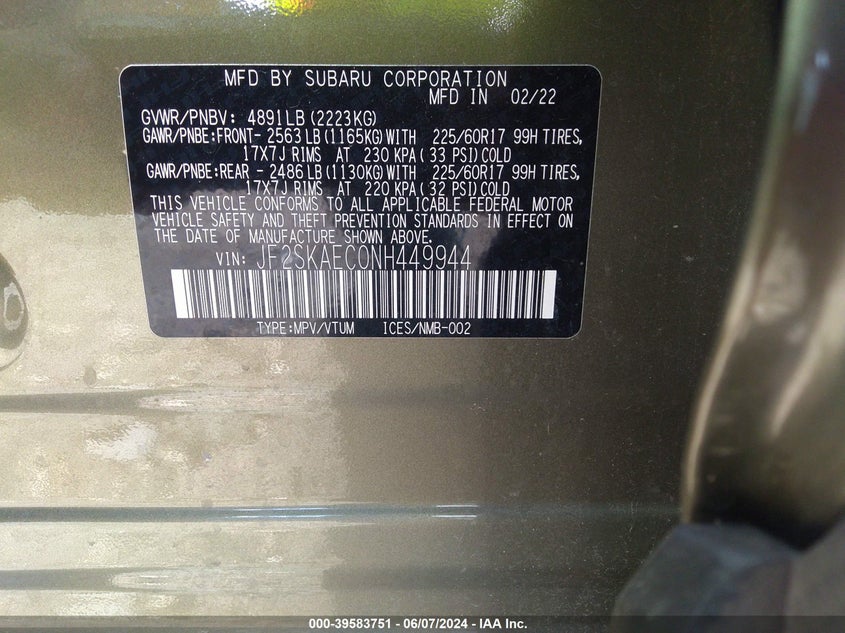 MFD BY SUBARU CORPORATION
MFD IN 02/22
GVWR/PNBV: 4891LB (2223KG)
GAWR/PNBE:FRONT- 2563LB(1165KG)WITH 225/60R17 99H TIRES,
17X7J RIMS AT 230 KPA(33 PSI)COLD
GAWR/PNBE:REAR - 2486LB(1130KG)WITH 225/60R17 99H TIRES,
17X7J RIMS AT 220 KPA(32 PSI)COLD
THIS VEHICLE CONFORMS TO ALL APPLICABLE FEDERAL MOTOR
VEHICLE SAFETY AND THEFT PREVENTION STANDARDS IN EFFECT ON
THE DATE OF MANUFACTURE SHOWN ABOVE.
VIN: JF2SKAEC0NH449944
TYPE:MPV/VTUM ICES/NMB-002
000-39583751 - 06/07/2024 - IAA Inc.